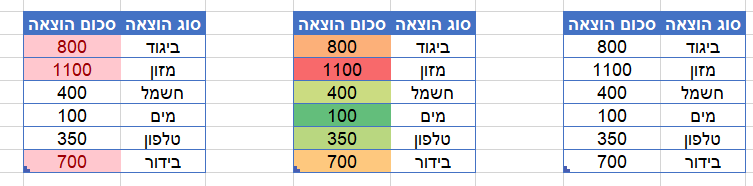 סוג הוצאה סכום הוצאה
ביגוד 800
מזון 1100
חשמל 400
מים 100
טלפון 350
בידור 700
סוג הוצאה סכום הוצאה
ביגוד 800
מזון 1100
חשמל 400
מים 100
טלפון 350
בידור 700
סוג הוצאה סכום הוצאה
ביגוד 800
מזון 1100
חשמל 400
מים 100
טלפון 350
בידור 700